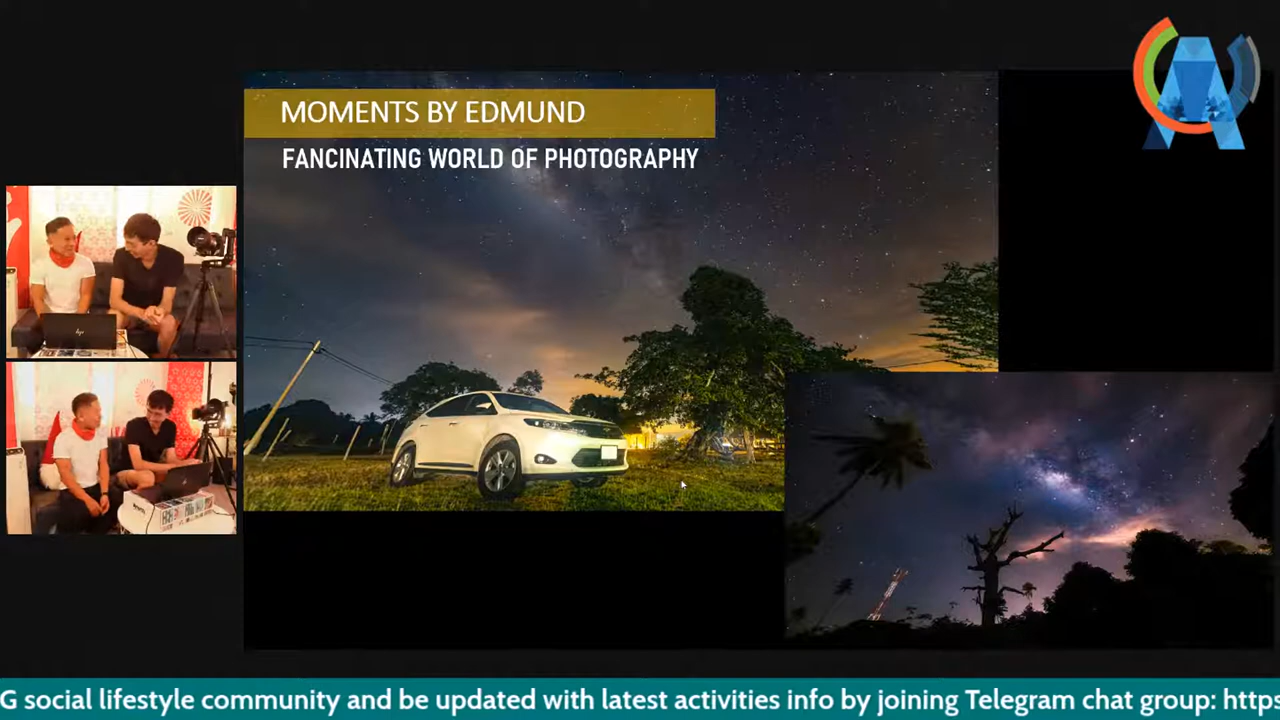 MOMENTS BY EDMUND
FANCINATING WORLD OF PHOTOGRAPHY
G social lifestyle community and be updated with latest activities info by joining Telegram chat group: https